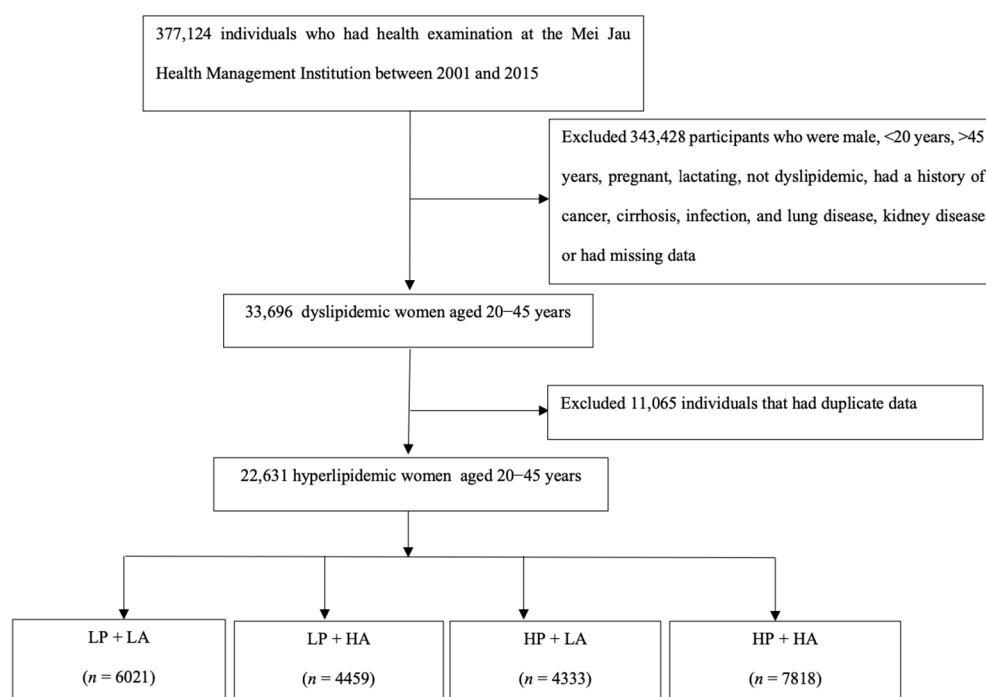 377,124 individuals who had health examination at the Mei Jau
Health Management Institution between 2001 and 2015
Excluded 343,428 participants who were male, <20 years, >45
years, pregnant, lactating, not dyslipidemic, had a history of
cancer, cirrhosis, infection, and lung disease, kidney disease
or had missing data
33,696 dyslipidemic women aged 20−45 years
Excluded 11,065 individuals that had duplicate data
22,631 hyperlipidemic women aged 20−45 years
LP + LA
(n = 6021)
LP + HA
(n = 4459)
HP + LA
(n = 4333)
HP + HA
(n = 7818)